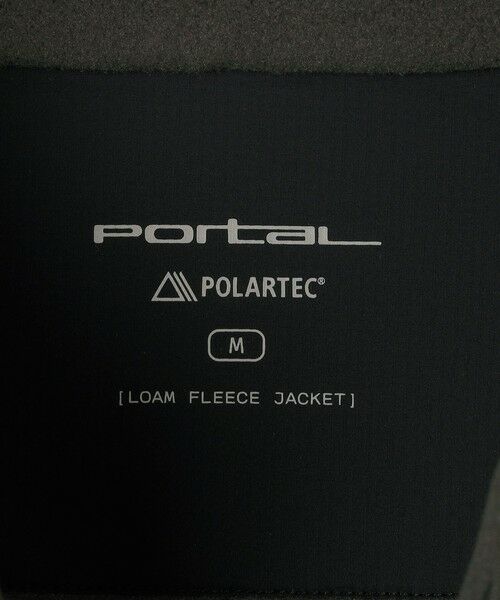 PortaL
POLARTEC®
M
[LOAM FLEECE JACKET]